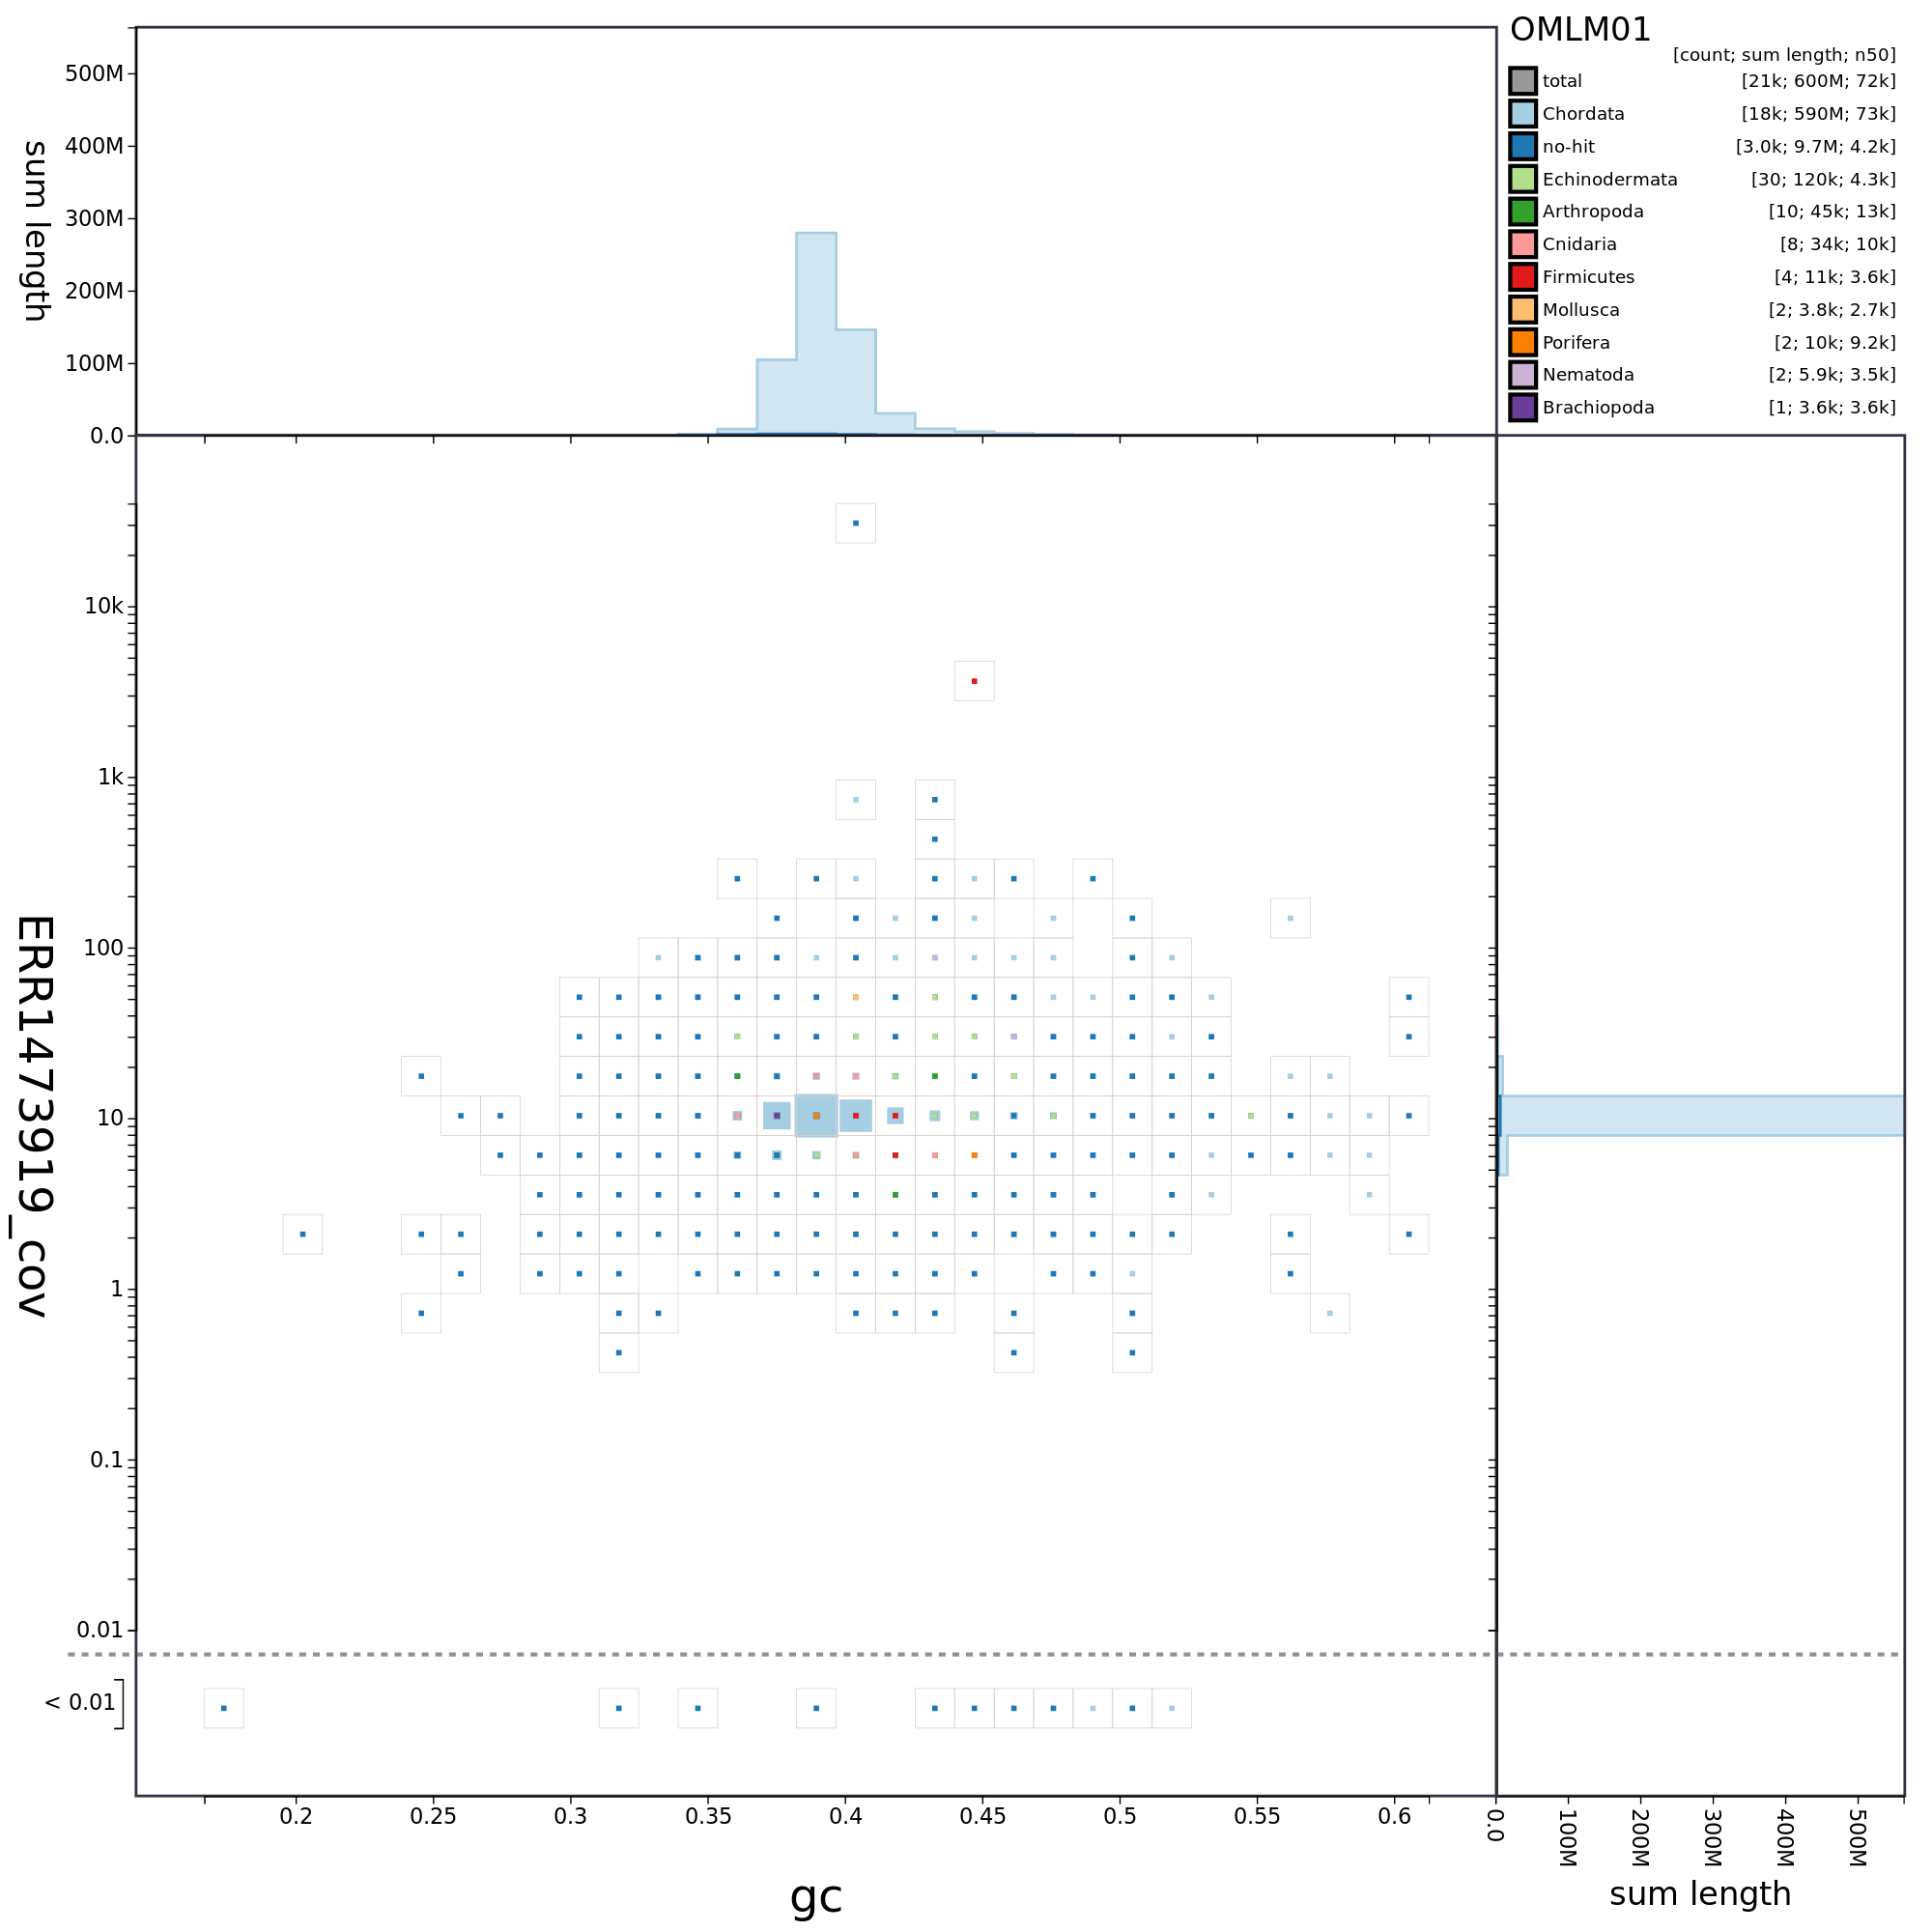 OMLM01
[count; sum length; n50]
total [21k; 600M; 72k]
Chordata [18k; 590M; 73k]
no-hit [3.0k; 9.7M; 4.2k]
Echinodermata [30; 120k; 4.3k]
Arthropoda [10; 45k; 13k]
Cnidaria [8; 34k; 10k]
Firmicutes [4; 11k; 3.6k]
Mollusca [2; 3.8k; 2.7k]
Porifera [2; 10k; 9.2k]
Nematoda [2; 5.9k; 3.5k]
Brachiopoda [1; 3.6k; 3.6k]
sum length
500M
400M
300M
200M
100M
0.0
ERR1473919_cov
10k
1k
100
10
1
0.1
0.01
< 0.01
0.2 0.25 0.3 0.35 0.4 0.45 0.5 0.55 0.6
gc
0.0 100M 200M 300M 400M 500M
sum length